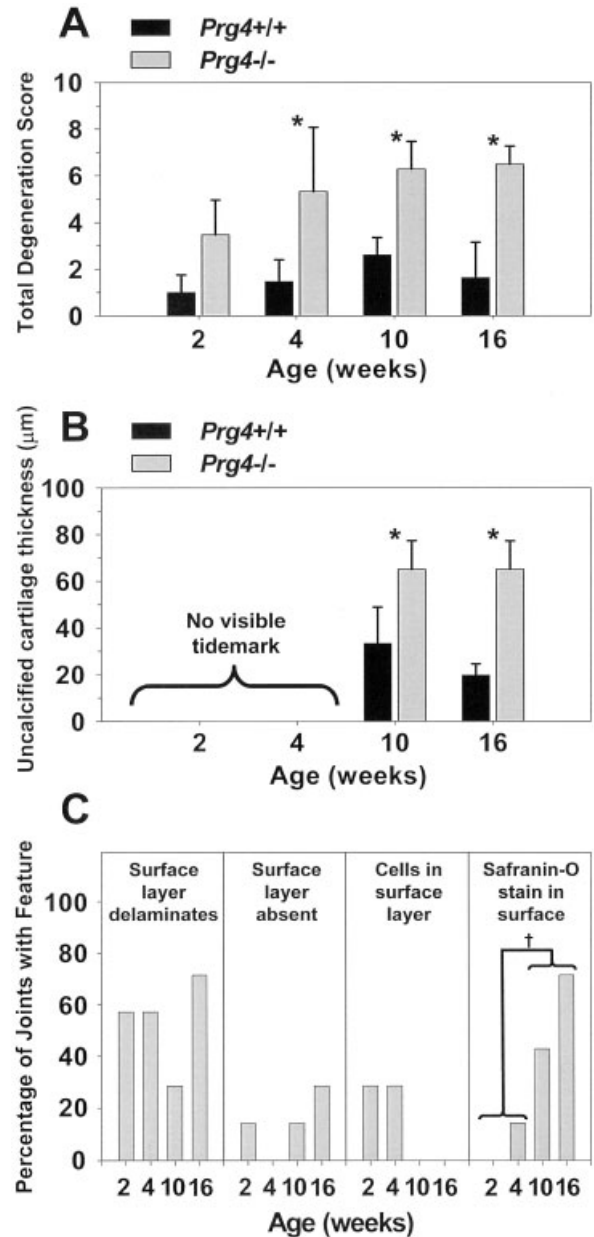 A
Prg4+/+
Prg4-/-
Total Degeneration Score
10
8
6
4
2
0
* * *
2 4 10 16
Age (weeks)
B
Prg4+/+
Prg4-/-
Uncalcified cartilage thickness (μm)
100
80
60
40
20
0
No visible
tidemark
* *
2 4 10 16
Age (weeks)
C
Percentage of Joints with Feature
100
80
60
40
20
0
Surface
layer
delaminates
Surface
layer
absent
Cells in
surface
layer
Safranin-O
stain in
surface
†
2 4 10 16 2 4 10 16 2 4 10 16 2 4 10 16
Age (weeks)